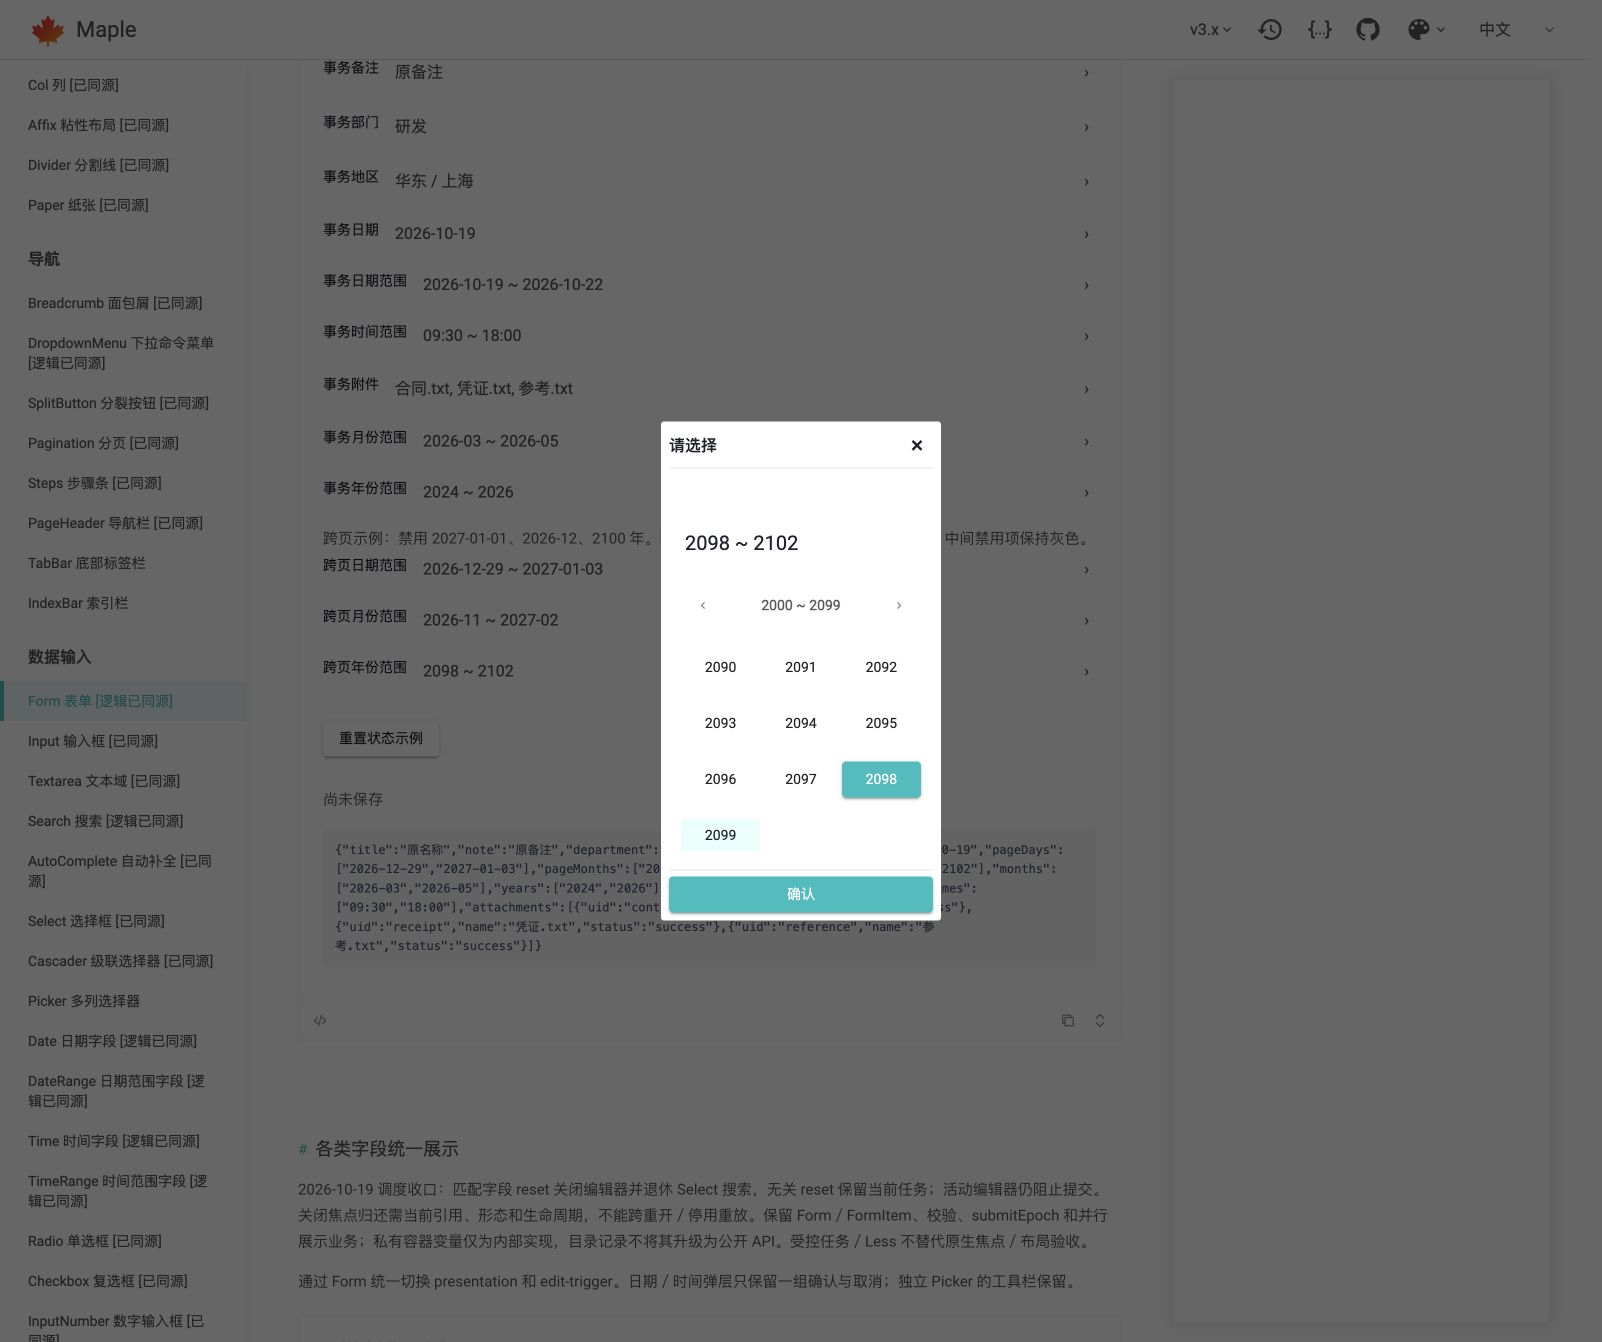 Maple
v3.x
{...}
中文
Col 列 [已同源]
Affix 粘性布局 [已同源]
Divider 分割线 [已同源]
Paper 纸张 [已同源]
导航
Breadcrumb 面包屑 [已同源]
DropdownMenu 下拉命令菜单
[逻辑已同源]
SplitButton 分裂按钮 [已同源]
Pagination 分页 [已同源]
Steps 步骤条 [已同源]
PageHeader 导航栏 [已同源]
TabBar 底部标签栏
IndexBar 索引栏
数据输入
Form 表单 [逻辑已同源]
Input 输入框 [已同源]
Textarea 文本域 [已同源]
Search 搜索 [逻辑已同源]
AutoComplete 自动补全 [已同
源]
Select 选择框 [已同源]
Cascader 级联选择器 [已同源]
Picker 多列选择器
Date 日期字段 [逻辑已同源]
DateRange 日期范围字段 [逻
辑已同源]
Time 时间字段 [逻辑已同源]
TimeRange 时间范围字段 [逻
辑已同源]
Radio 单选框 [已同源]
Checkbox 复选框 [已同源]
InputNumber 数字输入框 [已
同源]
事务备注 原备注
事务部门 研发
事务地区 华东 / 上海
事务日期 2026-10-19
事务日期范围 2026-10-19 ~ 2026-10-22
事务时间范围 09:30 ~ 18:00
事务附件 合同.txt, 凭证.txt, 参考.txt
事务月份范围 2026-03 ~ 2026-05
事务年份范围 2024 ~ 2026
跨页示例：禁用 2027-01-01、2026-12、2100 年。 中间禁用项保持灰色。
跨页日期范围 2026-12-29 ~ 2027-01-03
跨页月份范围 2026-11 ~ 2027-02
跨页年份范围 2098 ~ 2102
重置状态示例
尚未保存
{"title":"原名称","note":"原备注","department": 0-19","pageDays":
["2026-12-29","2027-01-03"],"pageMonths":["20 2102"],"months":
["2026-03","2026-05"],"years":["2024","2026"] mes":
["09:30","18:00"],"attachments":[{"uid":"cont ss"},
{"uid":"receipt","name":"凭证.txt","status":"success"},{"uid":"reference","name":"参
考.txt","status":"success"}]}
请选择
2098 ~ 2102
2000 ~ 2099
2090 2091 2092
2093 2094 2095
2096 2097 2098
2099
确认
# 各类字段统一展示
2026-10-19 调度收口：匹配字段 reset 关闭编辑器并退休 Select 搜索，无关 reset 保留当前任务；活动编辑器仍阻止提交。
关闭焦点归还需当前引用、形态和生命周期，不能跨重开 / 停用重放。保留 Form / FormItem、校验、submitEpoch 和并行
展示业务；私有容器变量仅为内部实现，目录记录不将其升级为公开 API。受控任务 / Less 不替代原生焦点 / 布局验收。
通过 Form 统一切换 presentation 和 edit-trigger。日期 / 时间弹层只保留一组确认与取消；独立 Picker 的工具栏保留。